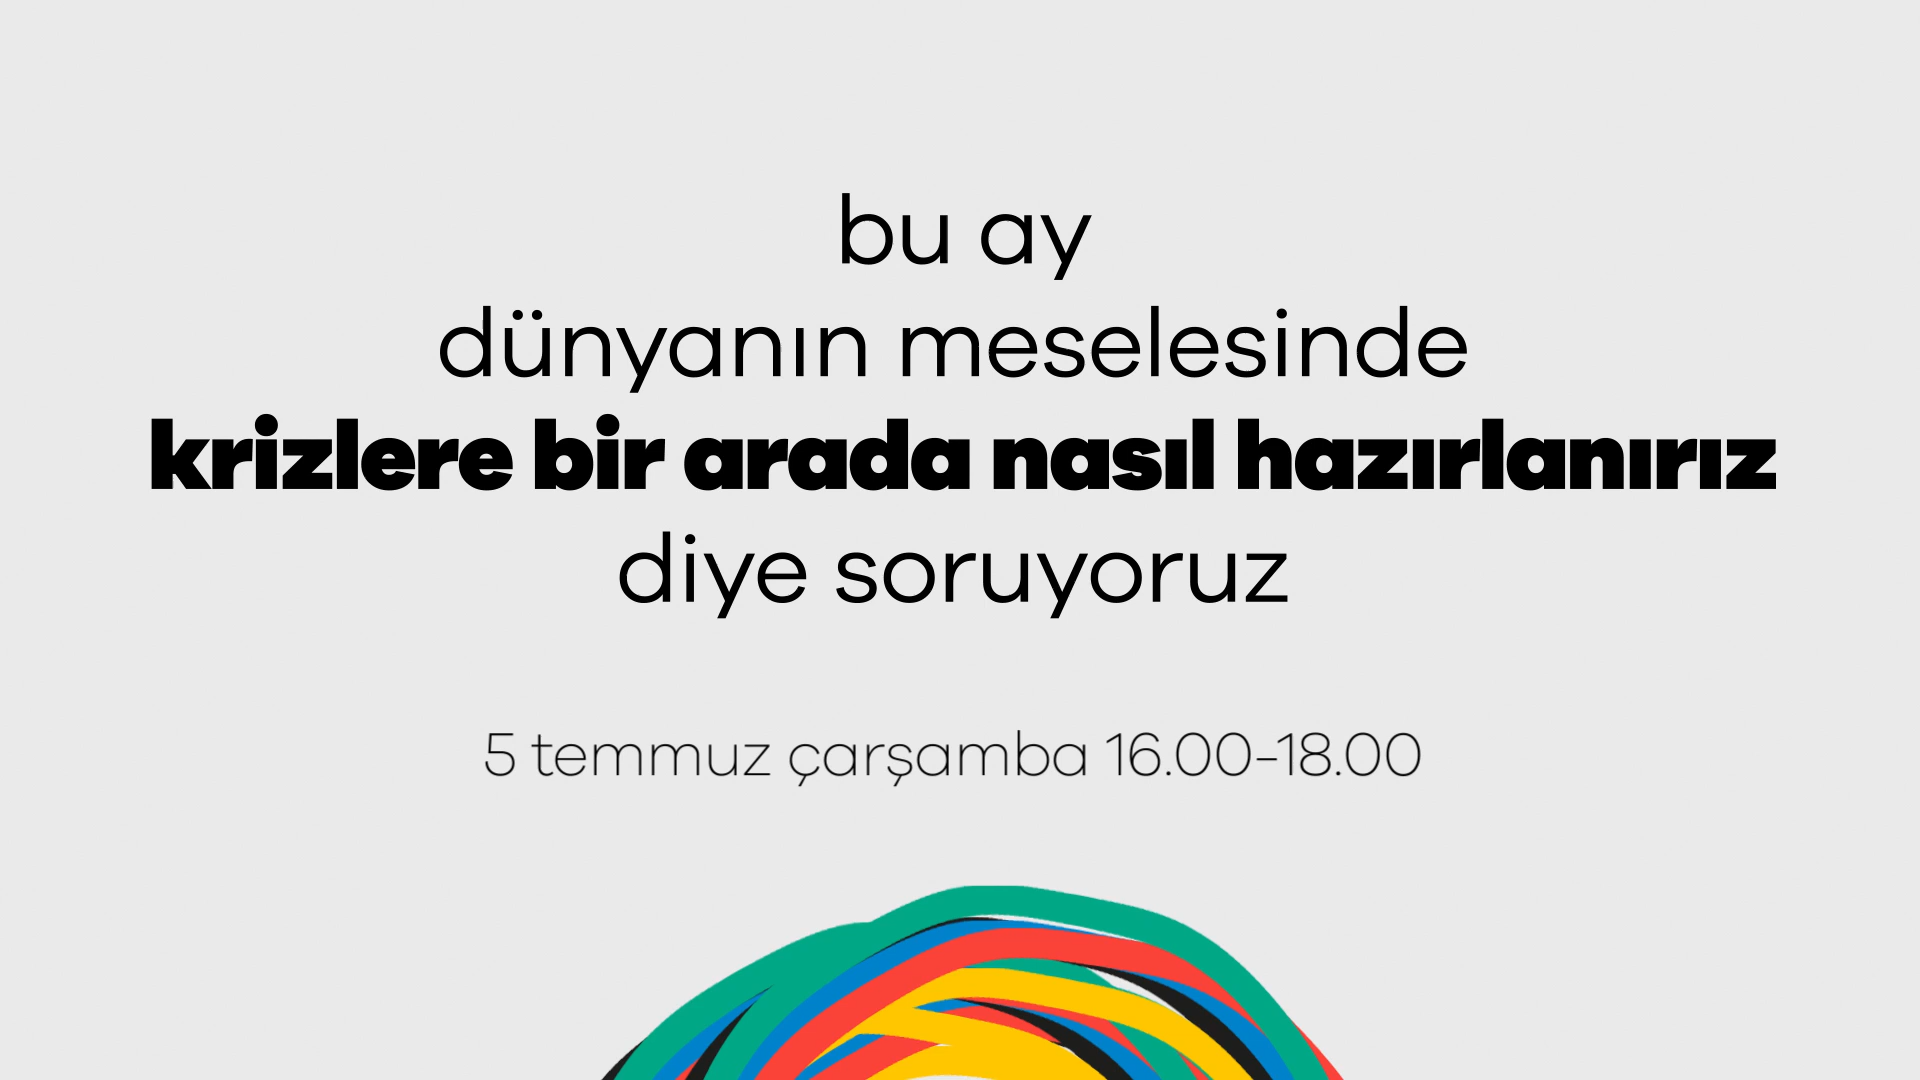 bu ay
dünyanın meselesinde
krizlere bir arada nasıl hazırlanırız
diye soruyoruz
5 temmuz çarşamba 16.00-18.00